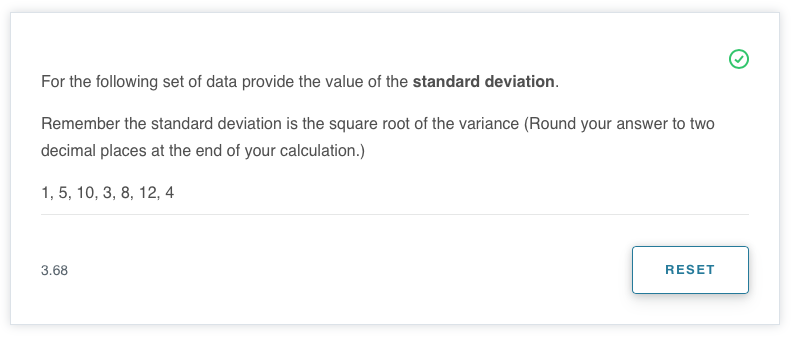 For the following set of data provide the value of the standard deviation.
Remember the standard deviation is the square root of the variance (Round your answer to two
decimal places at the end of your calculation.)
1, 5, 10, 3, 8, 12, 4
3.68
RESET